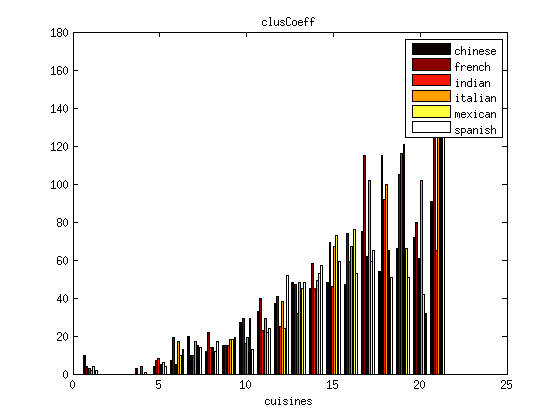 clusCoeff
180
160
140
120
100
80
60
40
20
0
chinese
french
indian
italian
mexican
spanish
0 5 10 15 20 25
cuisines